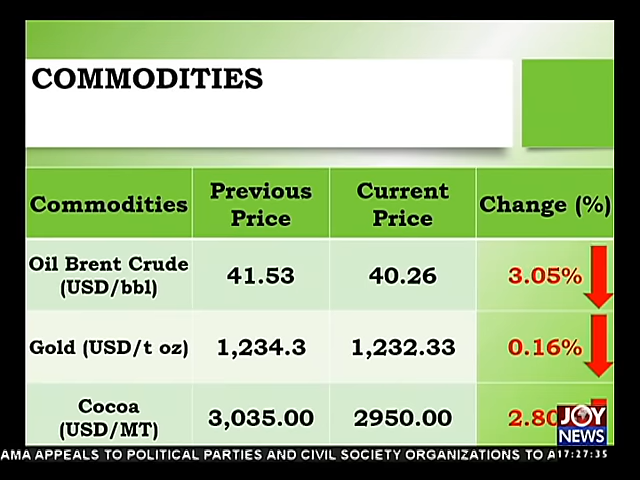 COMMODITIES
Commodities Previous Price Current Price Change (%)
Oil Brent Crude (USD/bbl) 41.53 40.26 3.05%
Gold (USD/t oz) 1,234.3 1,232.33 0.16%
Cocoa (USD/MT) 3,035.00 2950.00 2.80
JOY
NEWS
AMA APPEALS TO POLITICAL PARTIES AND CIVIL SOCIETY ORGANIZATIONS TO A 17:27:35